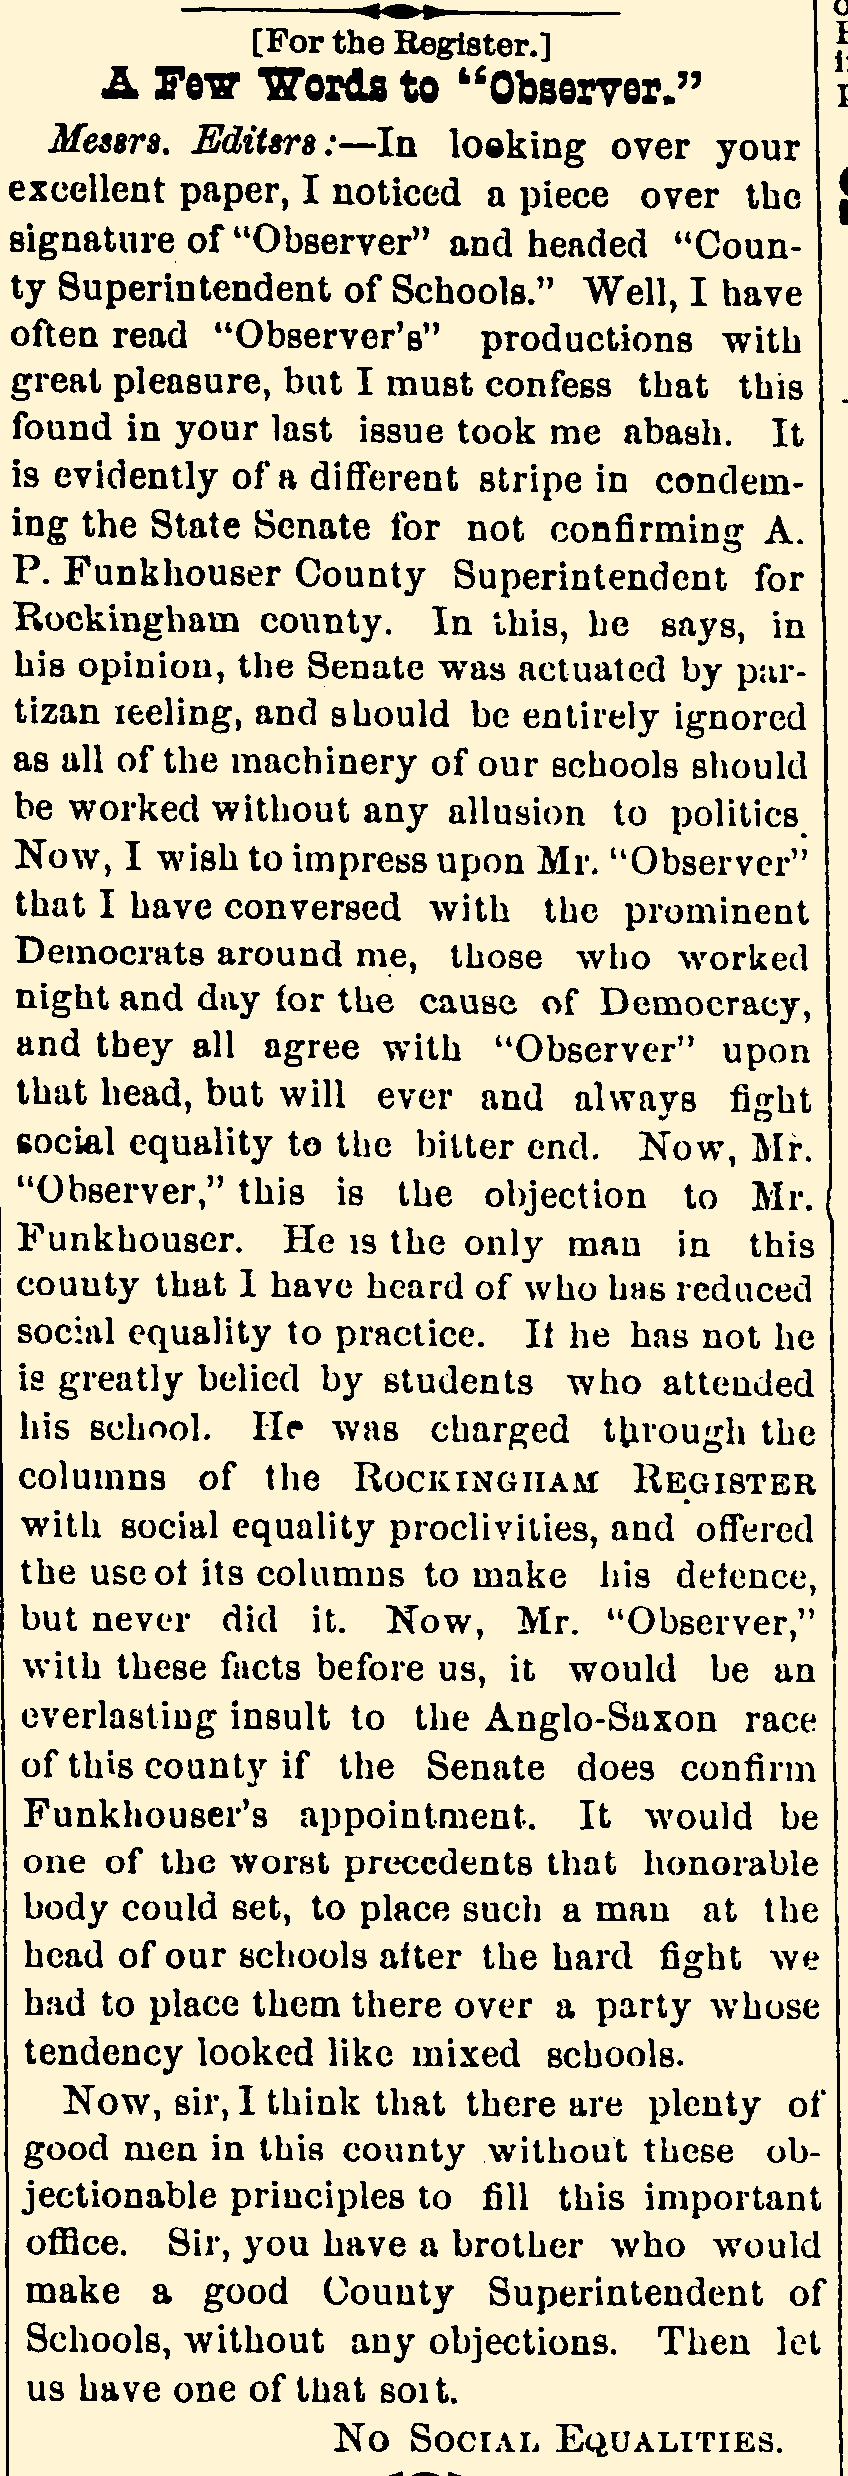 [For the Register.]
A Few Words to "Observer."
Messrs. Editsrs:—In looking over your
excellent paper, I noticed a piece over the
signature of "Observer" and headed "Coun-
ty Superintendent of Schools." Well, I have
often read "Observer's" productions with
great pleasure, but I must confess that this
found in your last issue took me abash. It
is evidently of a different stripe in condem-
ing the State Senate for not confirming A.
P. Funkhouser County Superintendent for
Rockingham county. In this, he says, in
his opinion, the Senate was actuated by par-
tizan feeling, and should be entirely ignored
as all of the machinery of our schools should
be worked without any allusion to politics.
Now, I wish to impress upon Mr. "Observer"
that I have conversed with the prominent
Democrats around me, those who worked
night and day for the cause of Democracy,
and they all agree with "Observer" upon
that head, but will ever and always fight
social equality to the bitter end. Now, Mr.
"Observer," this is the objection to Mr.
Funkhouser. He is the only man in this
county that I have heard of who has reduced
social equality to practice. If he has not he
is greatly belied by students who attended
his school. He was charged through the
columns of the ROCKINGHAM REGISTER
with social equality proclivities, and offered
the use of its columns to make his defence,
but never did it. Now, Mr. "Observer,"
with these facts before us, it would be an
everlasting insult to the Anglo-Saxon race
of this county if the Senate does confirm
Funkhouser's appointment. It would be
one of the worst precedents that honorable
body could set, to place such a man at the
head of our schools after the hard fight we
had to place them there over a party whose
tendency looked like mixed schools.
Now, sir, I think that there are plenty of
good men in this county without these ob-
jectionable principles to fill this important
office. Sir, you have a brother who would
make a good County Superintendent of
Schools, without any objections. Then let
us have one of that sort.
NO SOCIAL EQUALITIES.